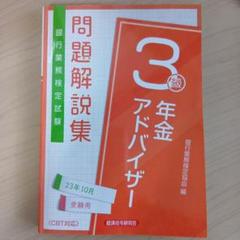 銀行業務検定試験
問題解説集
3級
年金
アドバイザー
銀行業務検定協会 編
23年10月
受験用
〈CBT対応〉
経済法令研究会